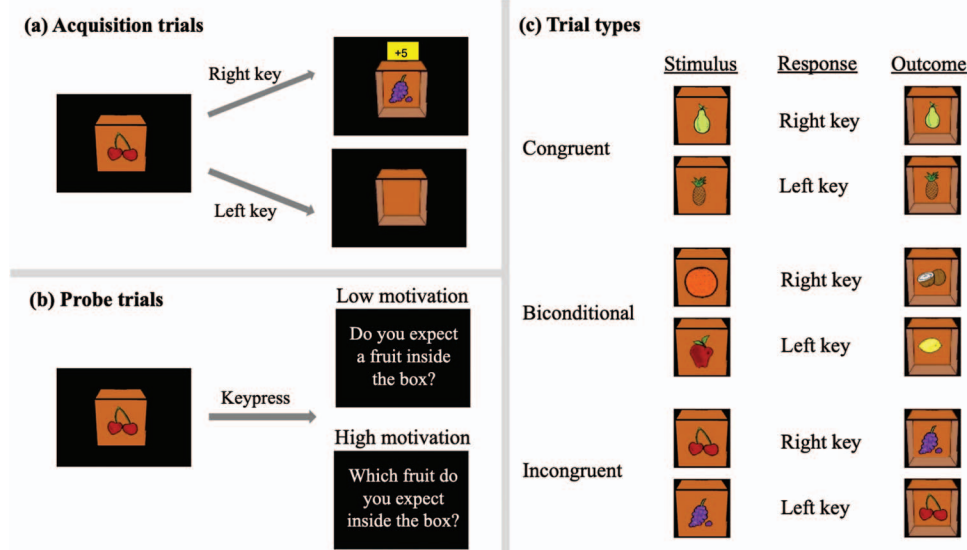 (a) Acquisition trials
Right key
+5
Left key
(b) Probe trials
Keypress
Low motivation
Do you expect
a fruit inside
the box?
High motivation
Which fruit do
you expect
inside the box?
(c) Trial types
Stimulus Response Outcome
Congruent
Right key
Left key
Biconditional
Right key
Left key
Incongruent
Right key
Left key